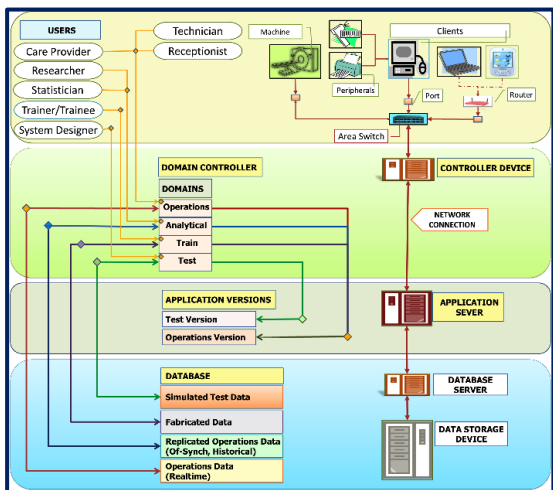 USERS
Technician
Care Provider
Receptionist
Researcher
Statistician
Trainer/Trainee
System Designer
Machine
Clients
Peripherals
Port
Router
Area Switch
DOMAIN CONTROLLER
CONTROLLER DEVICE
DOMAINS
Operations
Analytical
Train
Test
NETWORK
CONNECTION
APPLICATION VERSIONS
Test Version
Operations Version
APPLICATION
SEVER
DATABASE
Simulated Test Data
Fabricated Data
Replicated Operations Data
(Of-Synch, Historical)
Operations Data
(Realtime)
DATABASE
SERVER
DATA STORAGE
DEVICE